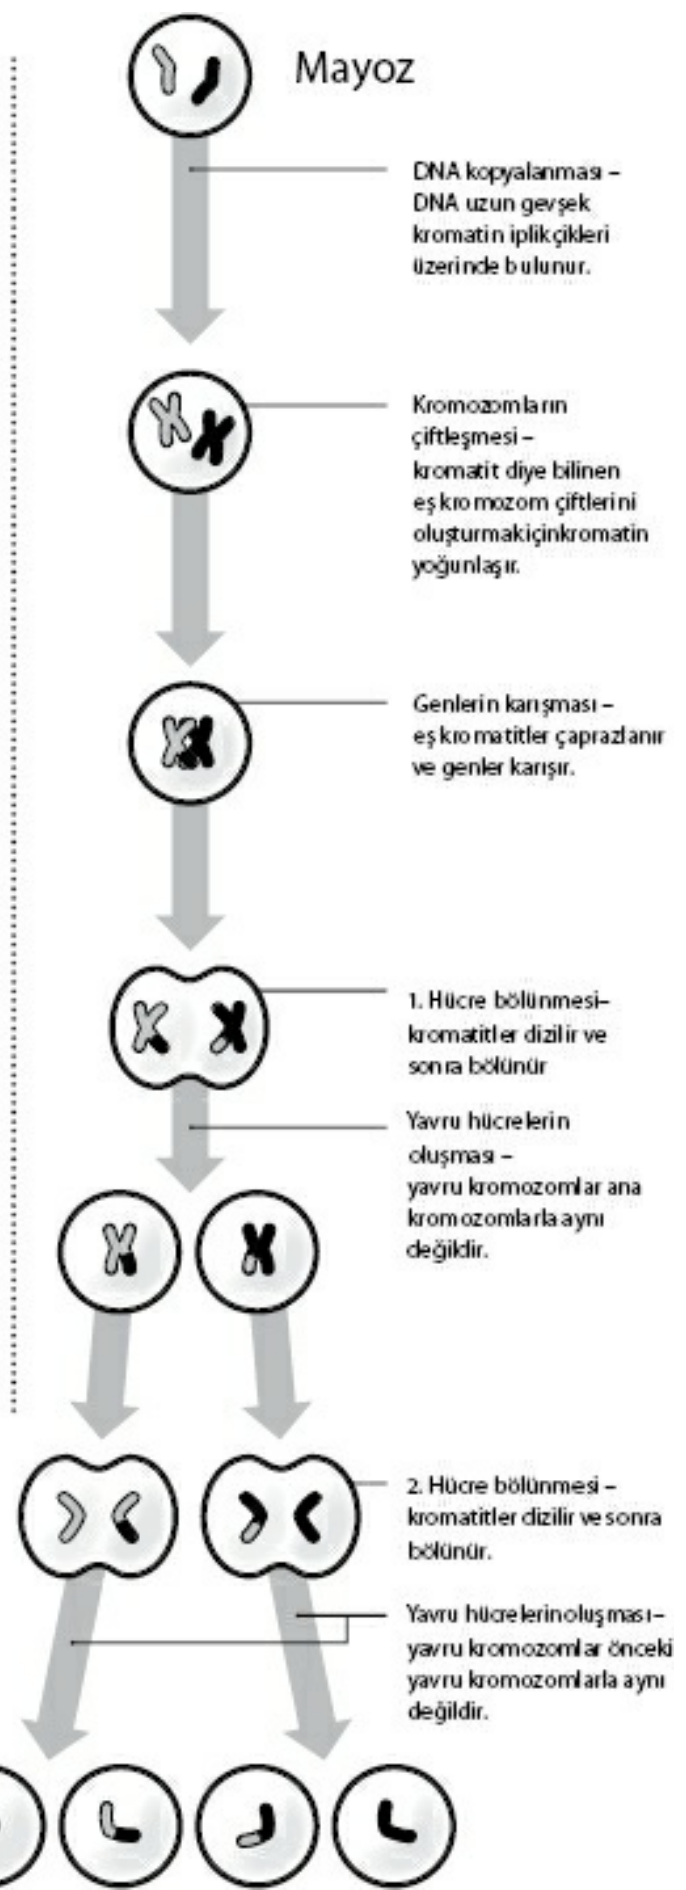 Mayoz
DNA kopyalanması –
DNA uzun gevşek
kromatin iplikçikleri
üzerinde bulunur.
Kromozomların
çiftleşmesi –
kromatit diye bilinen
eş kromozom çiftlerini
oluşturmakiçinkromatin
yoğunlaşır.
Genlerin karışması –
eş kromatitler çaprazlanır
ve genler karışır.
1. Hücre bölünmesi–
kromatitler dizilir ve
sonra bölünür
Yavru hücrelerin
oluşması –
yavru kromozomlar ana
kromozomlarla aynı
değildir.
2. Hücre bölünmesi –
kromatitler dizilir ve sonra
bölünür.
Yavru hücrelerinoluşması–
yavru kromozomlar önceki
yavru kromozomlarla aynı
değildir.